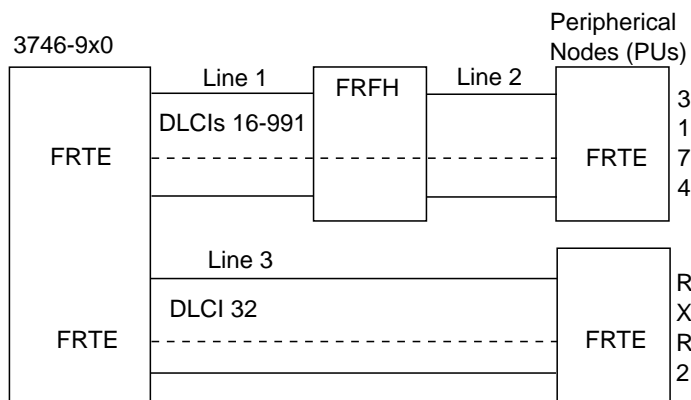 Peripherical
Nodes (PUs)
3746-9x0
Line 1
FRFH
Line 2
DLCIs 16-991
FRTE
FRTE
3
1
7
4
Line 3
DLCI 32
FRTE
FRTE
R
X
R
2